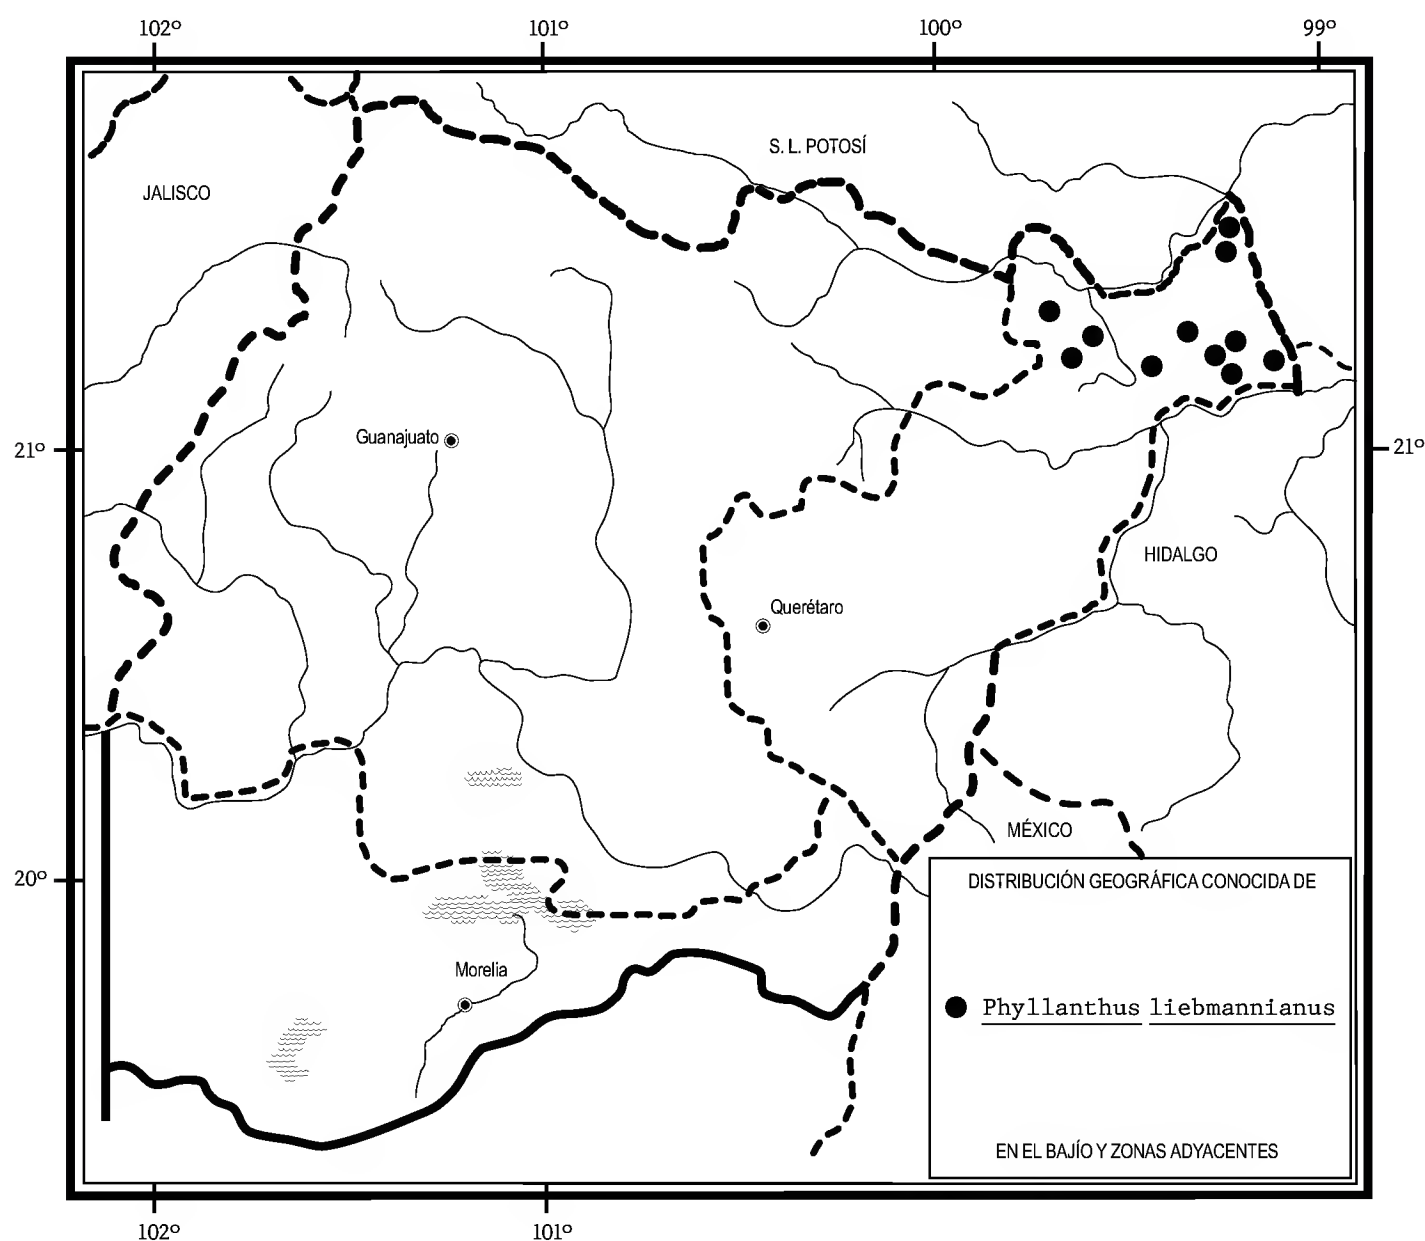 102º 101º 100º 99º
S. L. POTOSÍ
JALISCO
Guanajuato
21º 21º
HIDALGO
Querétaro
MÉXICO
20º
DISTRIBUCIÓN GEOGRÁFICA CONOCIDA DE
Morelia
Phyllanthus liebmannianus
EN EL BAJÍO Y ZONAS ADYACENTES
102º 101º